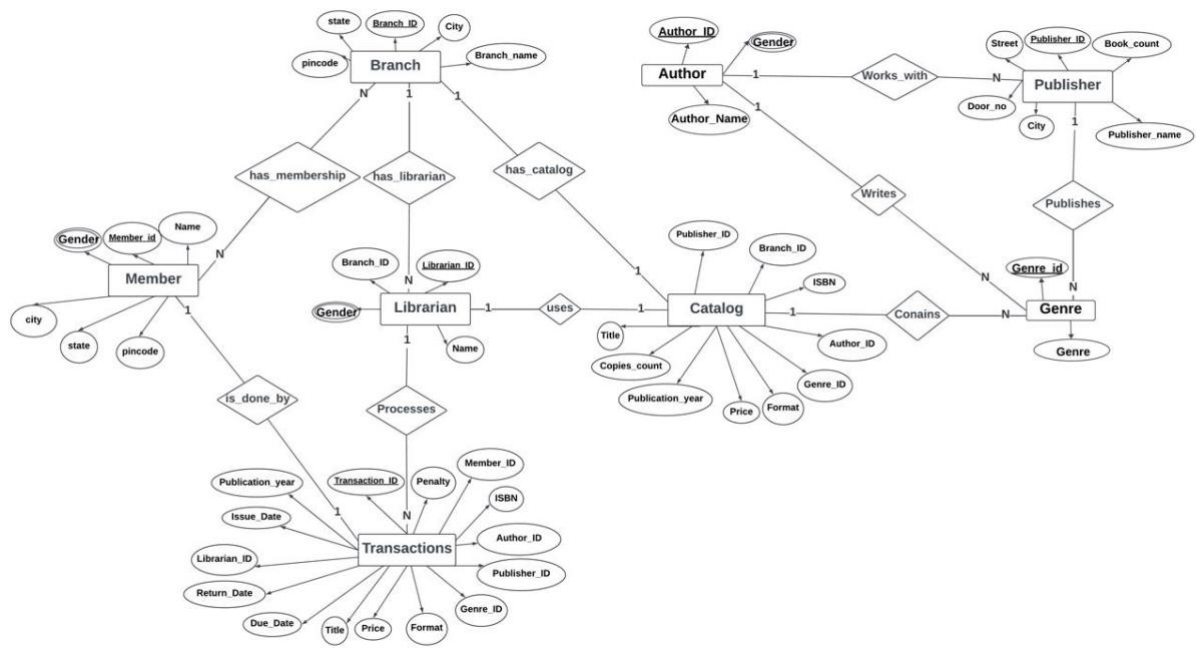 state
Branch_ID
City
pincode
Branch
Branch_name
Author_ID
Gender
Author
Author_Name
1
Works_with
N
Street
Publisher_ID
Book_count
Publisher
Door_no
City
Publisher_name
N
1
1
1
1
has_membership
has_librarian
has_catalog
Writes
Publishes
Gender
Member_id
Name
Member
city
state
pincode
N
1
Branch_ID
Librarian_ID
N
Gender
Librarian
Name
1
1
uses
1
1
Publisher_ID
Branch_ID
ISBN
Catalog
Title
Copies_count
Publication_year
Price
Format
Genre_ID
Author_ID
1
Conains
N
N
N
Genre_id
Genre
Genre
is_done_by
Processes
1
N
Publication_year
Transaction_ID
Penalty
Member_ID
ISBN
Issue_Date
Author_ID
Transactions
Librarian_ID
Publisher_ID
Return_Date
Genre_ID
Due_Date
Title
Price
Format